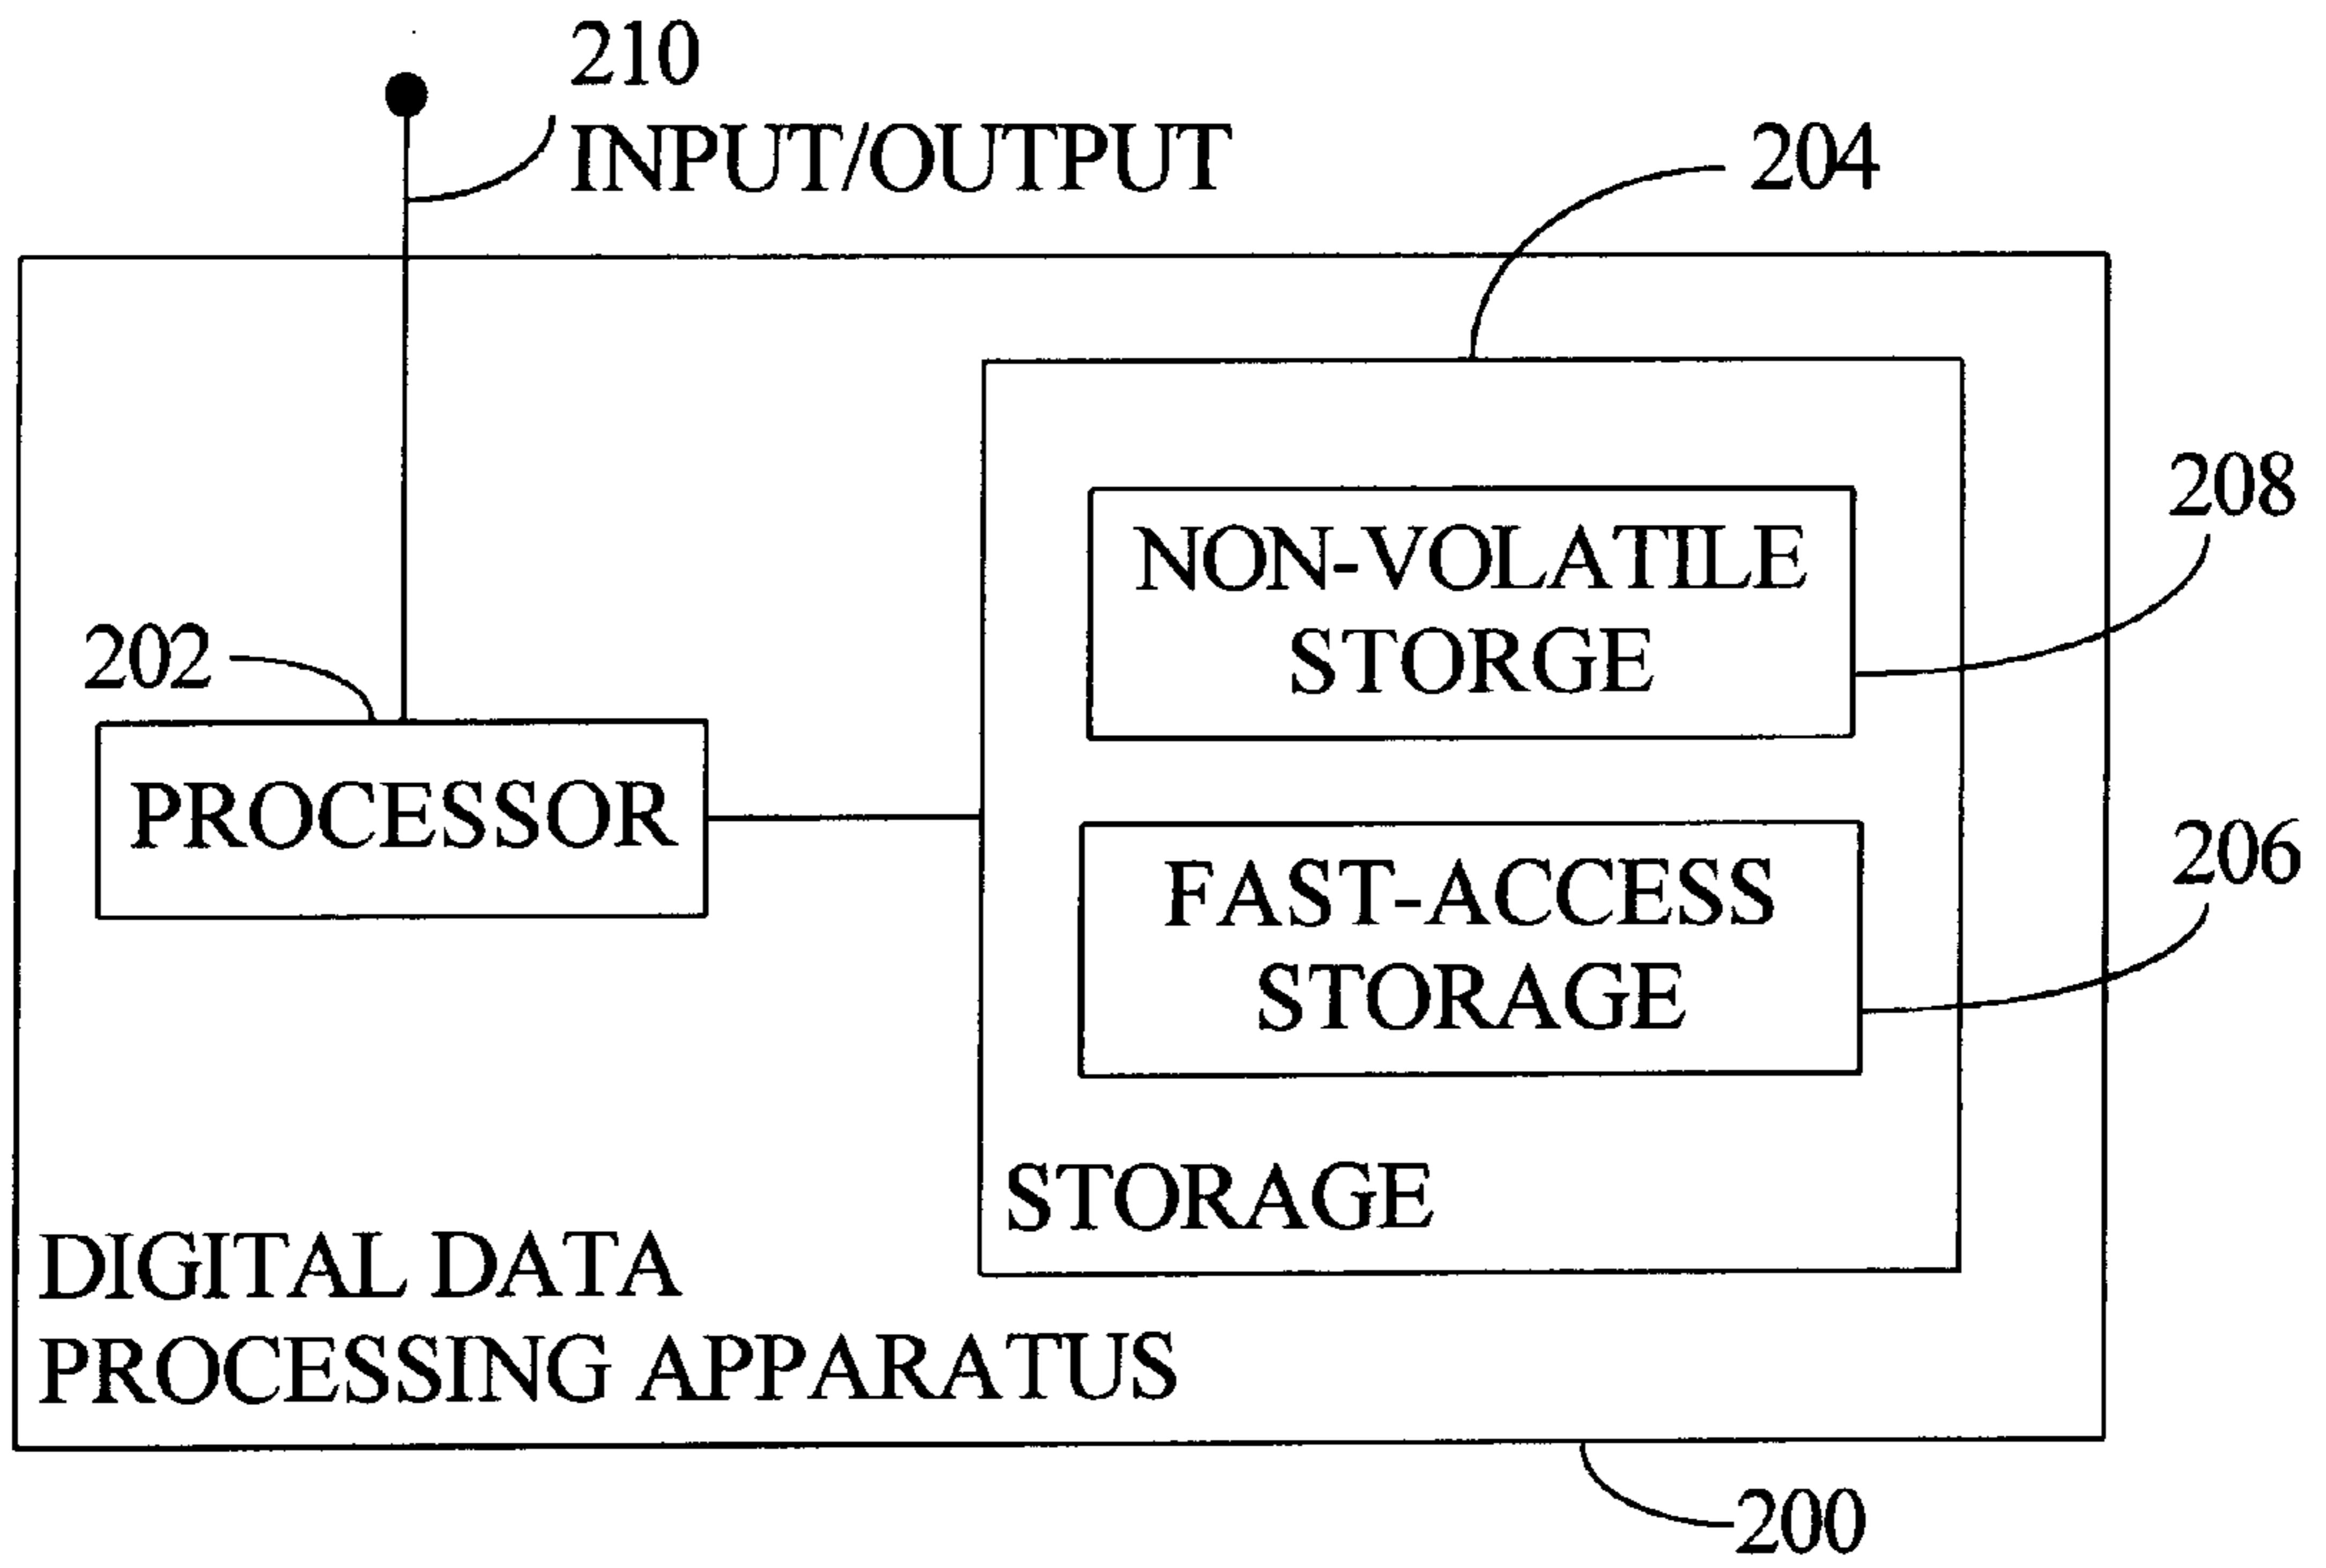 210
INPUT/OUTPUT
204
208
NON-VOLATILE
STORGE
202
PROCESSOR
206
FAST-ACCESS
STORAGE
STORAGE
DIGITAL DATA
PROCESSING APPARATUS
200